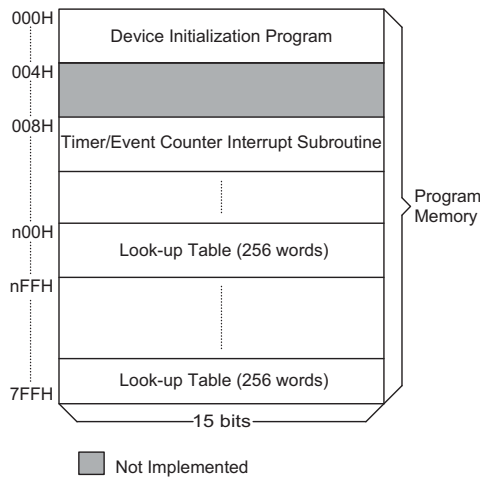 000H
Device Initialization Program
004H
008H
Timer/Event Counter Interrupt Subroutine
Program
Memory
n00H
Look-up Table (256 words)
nFFH
Look-up Table (256 words)
7FFH
15 bits
Not Implemented